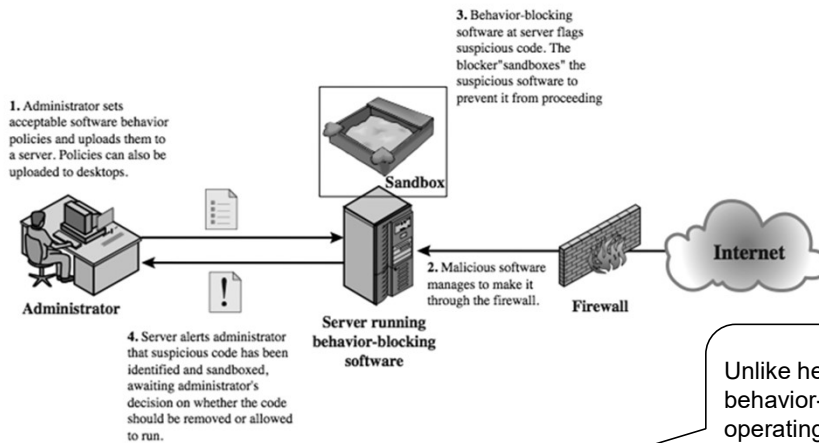 1. Administrator sets
acceptable software behavior
policies and uploads them to
a server. Policies can also be
uploaded to desktops.
Administrator
4. Server alerts administrator
that suspicious code has been
identified and sandboxed,
awaiting administrator's
decision on whether the code
should be removed or allowed
to run.
3. Behavior-blocking
software at server flags
suspicious code. The
blocker"sandboxes" the
suspicious software to
prevent it from proceeding
Sandbox
Server running
behavior-blocking
software
2. Malicious software
manages to make it
through the firewall.
Firewall
Internet
Unlike
behavior-
operating